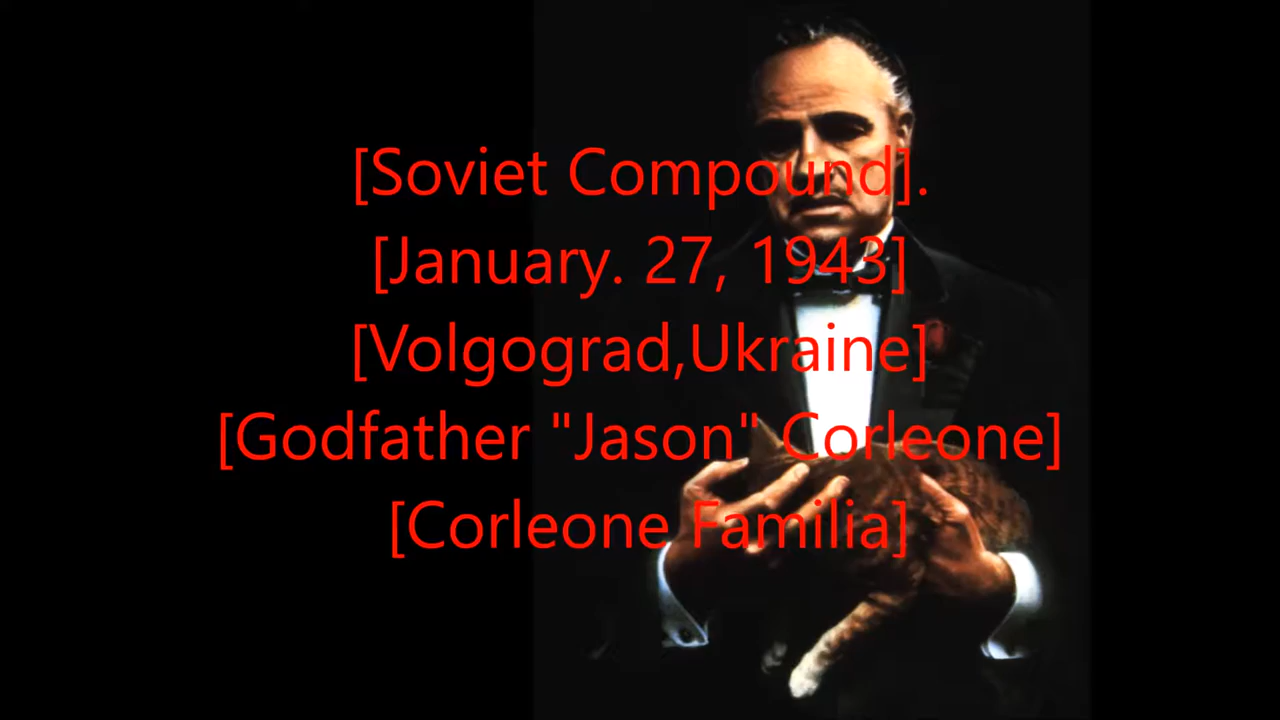 [Soviet Compound].
[January. 27, 1943]
[Volgograd,Ukraine]
[Godfather "Jason" Corleone]
[Corleone Familia]